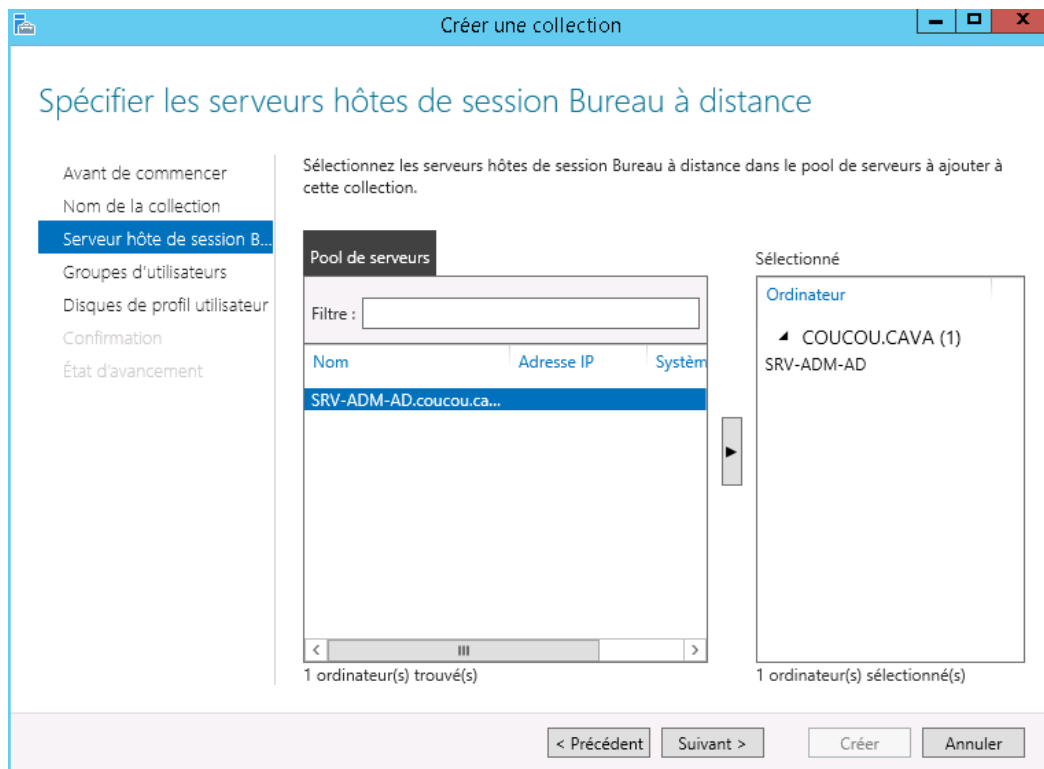 Créer une collection
Spécifier les serveurs hôtes de session Bureau à distance
Avant de commencer
Nom de la collection
Serveur hôte de session B...
Groupes d'utilisateurs
Disques de profil utilisateur
Confirmation
État d'avancement
Sélectionnez les serveurs hôtes de session Bureau à distance dans le pool de serveurs à ajouter à
cette collection.
Pool de serveurs
Filtre :
Nom Adresse IP Systèm
SRV-ADM-AD.coucou.ca...
1 ordinateur(s) trouvé(s)
Sélectionné
Ordinateur
COUCOU.CAVA (1)
SRV-ADM-AD
1 ordinateur(s) sélectionné(s)
< Précédent Suivant > Créer Annuler